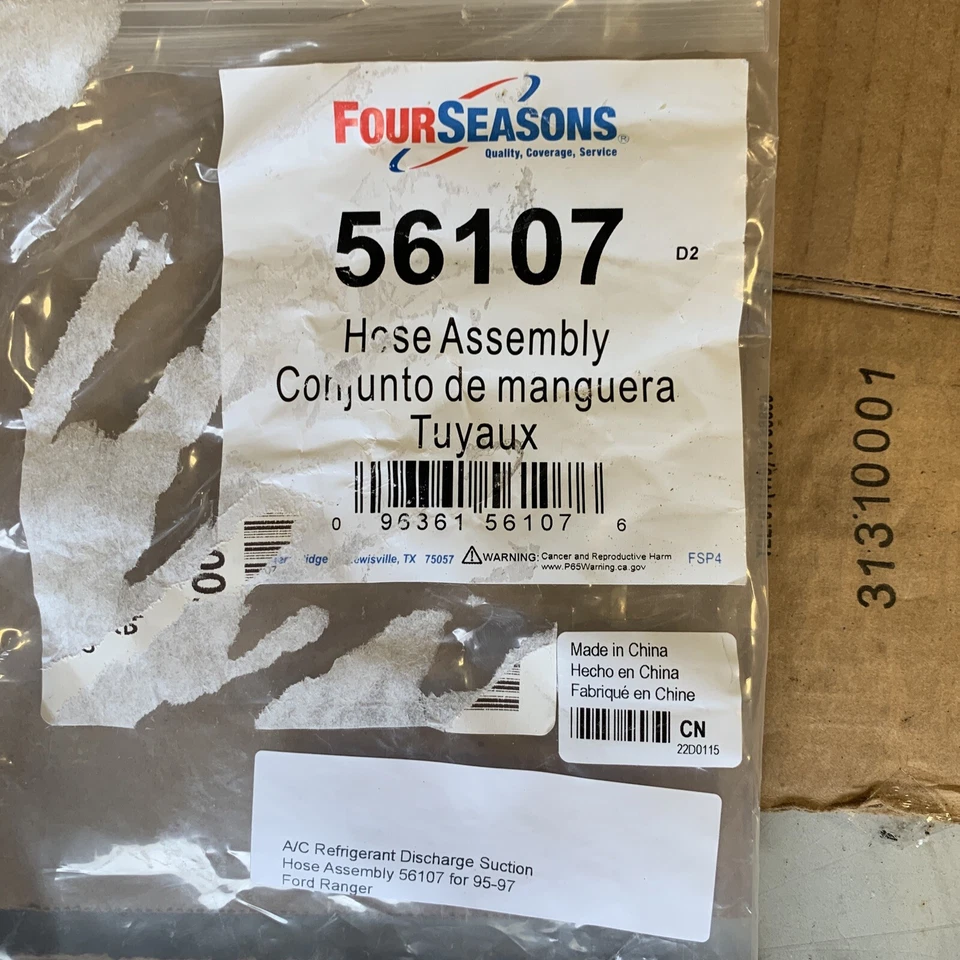 FOURSEASONS®
Quality, Coverage, Service
56107
D2
Hose Assembly
Conjunto de manguera
Tuyaux
0 96361 56107 6
idge
ewisville, TX 75057
WARNING: Cancer and Reproductive Harm
www.P65Warning.ca.gov
FSP4
31310001
Made in China
Hecho en China
Fabriqué en Chine
CN
22D0115
A/C Refrigerant Discharge Suction
Hose Assembly 56107 for 95-97
Ford Ranger